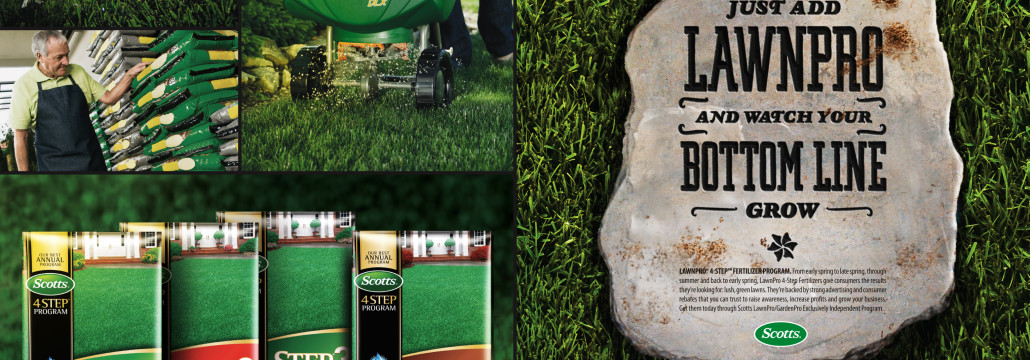 DLX
OUR BEST
ANNUAL
PROGRAM
Scotts
4 STEP
PROGRAM
STEP 3
OUR BEST
ANNUAL
PROGRAM
Scotts
4 STEP
PROGRAM
JUST ADD
LAWNPRO
AND WATCH YOUR
BOTTOM LINE
GROW
LAWNPRO® 4-STEP™ FERTILIZER PROGRAM. From early spring to late spring, through
summer and back to early spring, LawnPro 4-Step Fertilizers give consumers the results
they're looking for: lush, green lawns. They're backed by strong advertising and consumer
rebates that you can trust to raise awareness, increase profits and grow your business.
Get them today through Scotts LawnPro/GardenPro Exclusively Independent Program.
Scotts.